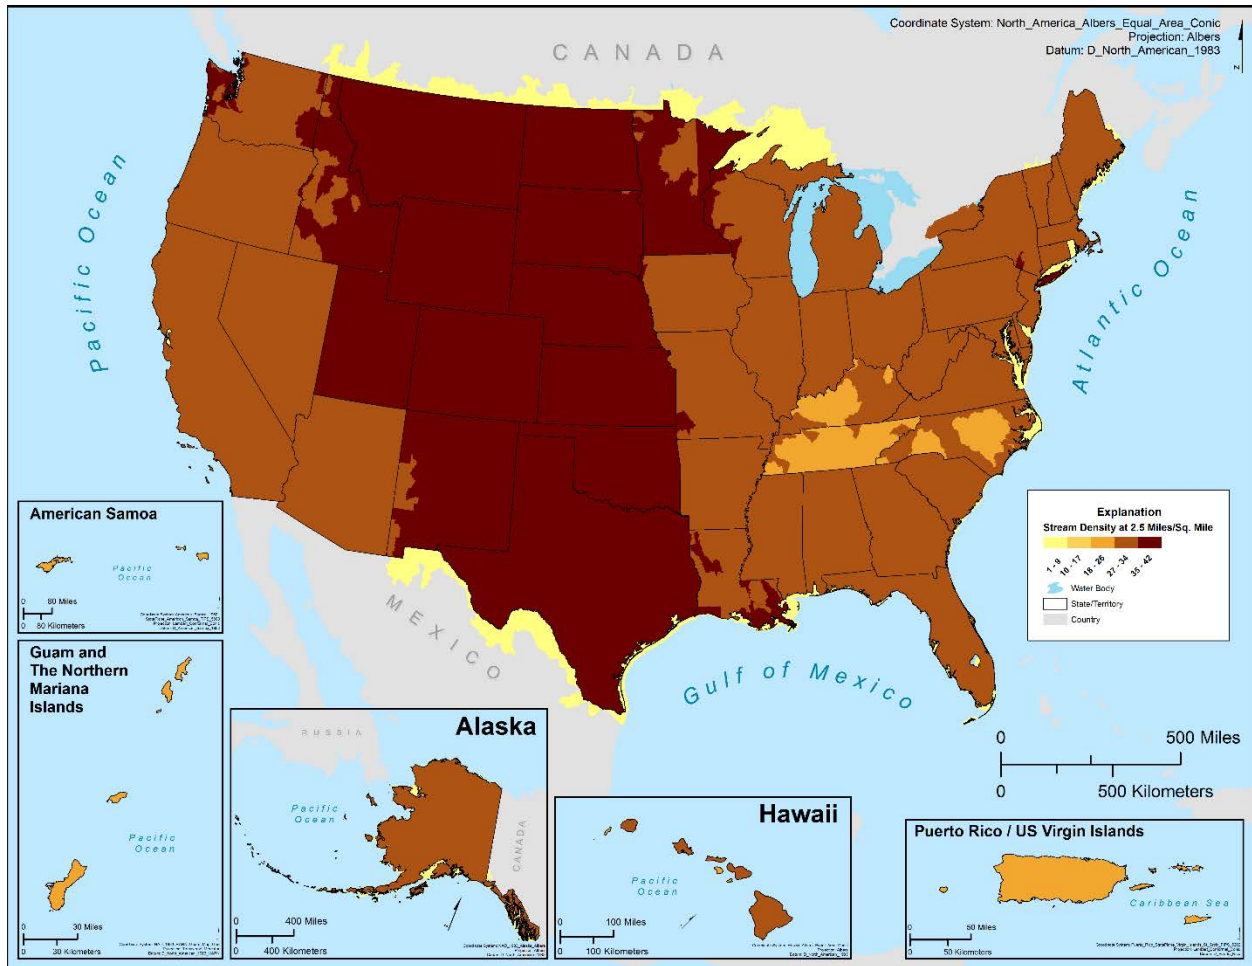 Coordinate System: North_America_Albers_Equal_Area_Conic
Projection: Albers
Datum: D_North_American_1983
N
CANADA
Pacific Ocean
Atlantic Ocean
MEXICO
Gulf of Mexico
Explanation
Stream Density at 2.5 Miles/Sq. Mile
1 - 9
10 - 17
18 - 26
27 - 34
35 - 42
Water Body
State/Territory
Country
0 500 Miles
0 500 Kilometers
American Samoa
Pacific
Ocean
0 80 Miles
0 80 Kilometers
Guam and
The Northern
Mariana
Islands
Pacific
Ocean
0 30 Miles
0 30 Kilometers
Alaska
RUSSIA
Pacific
Ocean
CANADA
0 400 Miles
0 400 Kilometers
Hawaii
Pacific
Ocean
0 100 Miles
0 100 Kilometers
Puerto Rico / US Virgin Islands
Caribbean Sea
0 50 Miles
0 50 Kilometers